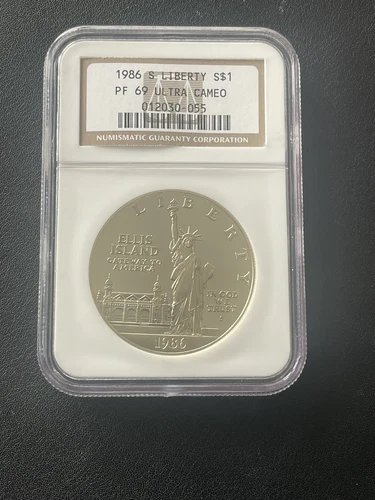 1986 S LIBERTY S$1
PF 69 ULTRA CAMEO
012030-055
NUMISMATIC GUARANTY CORPORATION
LIBERTY
ELLIS
ISLAND
GATEWAY TO
AMERICA
IN GOD
WE
TRUST
1986